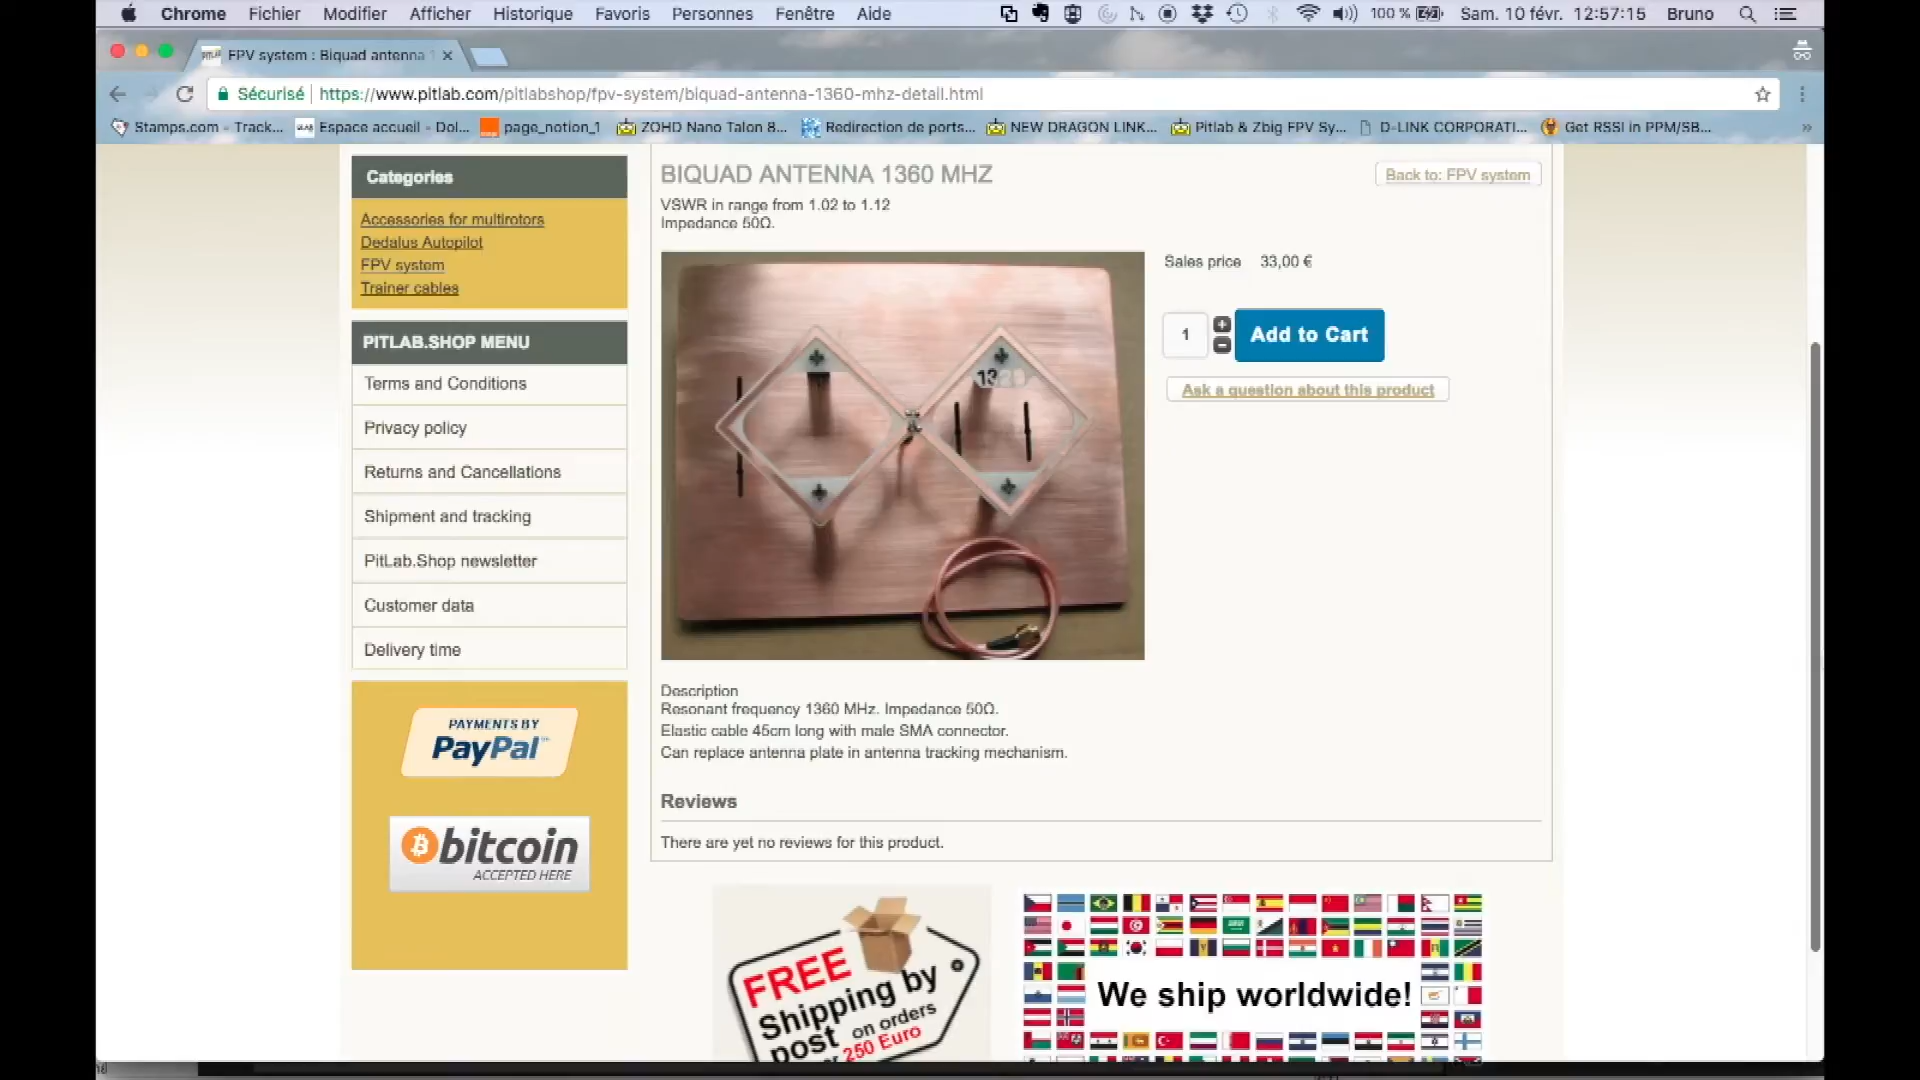 Chrome Fichier Modifier Afficher Historique Favoris Personnes Fenêtre Aide 100 % Sam. 10 févr. 12:57:15 Bruno
FPV system : Biquad antenna
Sécurisé https://www.pitlab.com/pitlabshop/fpv-system/biquad-antenna-1360-mhz-detail.html
Stamps.com - Track... Espace accueil - Dol... page_notion_1 ZOHD Nano Talon 8... Redirection de ports... NEW DRAGON LINK... Pitlab & Zbig FPV Sy... D-LINK CORPORATI... Get RSSI in PPM/SB... »
Categories
Accessories for multirotors
Dedalus Autopilot
FPV system
Trainer cables
PITLAB.SHOP MENU
Terms and Conditions
Privacy policy
Returns and Cancellations
Shipment and tracking
PitLab.Shop newsletter
Customer data
Delivery time
PAYMENTS BY
PayPal
bitcoin
ACCEPTED HERE
BIQUAD ANTENNA 1360 MHZ
Back to: FPV system
VSWR in range from 1.02 to 1.12
Impedance 50Ω.
Sales price 33,00 €
1
Add to Cart
Ask a question about this product
Description
Resonant frequency 1360 MHz. Impedance 50Ω.
Elastic cable 45cm long with male SMA connector.
Can replace antenna plate in antenna tracking mechanism.
Reviews
There are yet no reviews for this product.
FREE
Shipping by
post on orders
250 Euro
We ship worldwide!